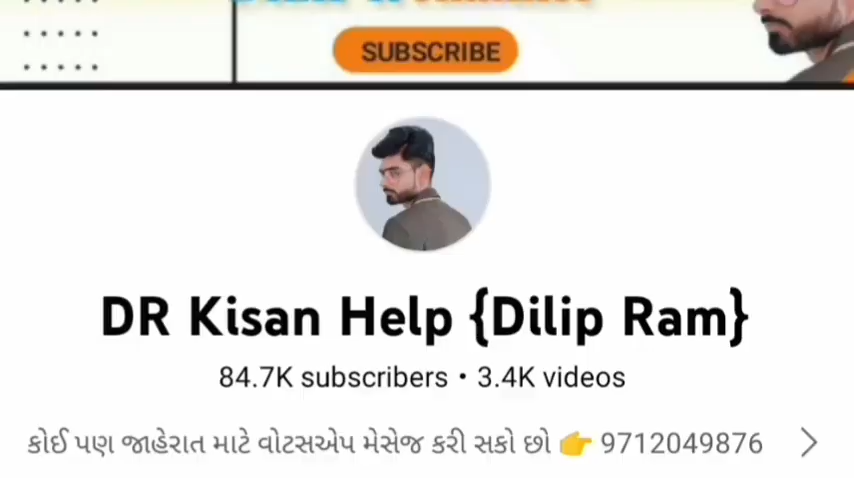 SUBSCRIBE
DR Kisan Help {Dilip Ram}
84.7K subscribers • 3.4K videos
કોઈ પણ જાહેરાત માટે વોટસએપ મેસેજ કરી સકો છો 👉 9712049876